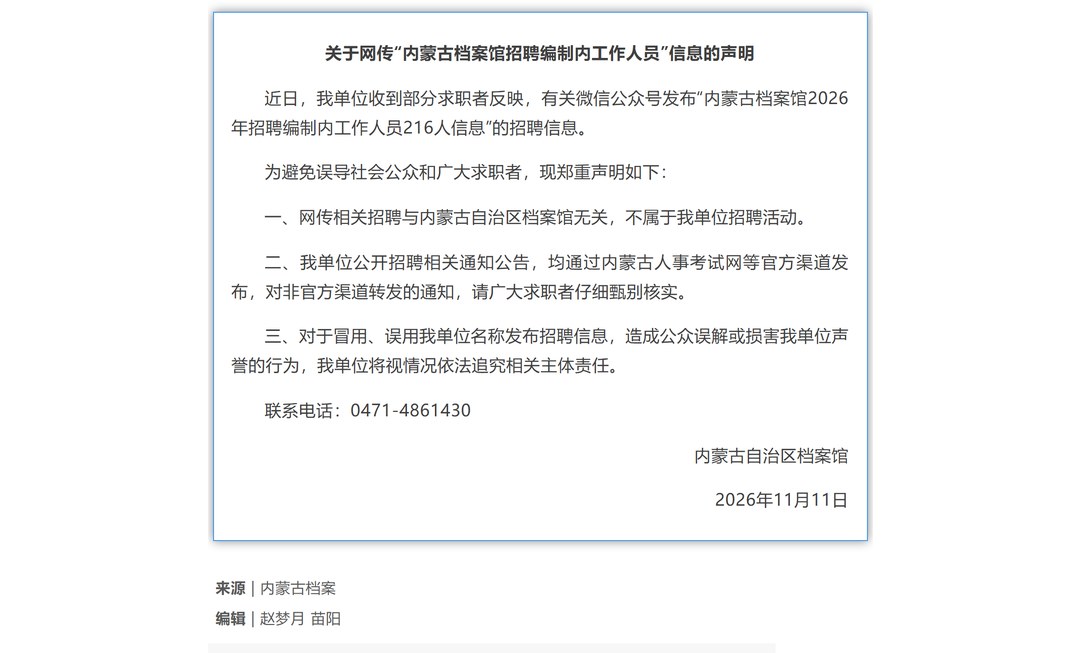 关于网传“内蒙古档案馆招聘编制内工作人员”信息的声明
近日，我单位收到部分求职者反映，有关微信公众号发布“内蒙古档案馆2026
年招聘编制内工作人员216人信息”的招聘信息。
为避免误导社会公众和广大求职者，现郑重声明如下：
一、网传相关招聘与内蒙古自治区档案馆无关，不属于我单位招聘活动。
二、我单位公开招聘相关通知公告，均通过内蒙古人事考试网等官方渠道发
布，对非官方渠道转发的通知，请广大求职者仔细甄别核实。
三、对于冒用、误用我单位名称发布招聘信息，造成公众误解或损害我单位声
誉的行为，我单位将视情况依法追究相关主体责任。
联系电话：0471-4861430
内蒙古自治区档案馆
2026年11月11日
来源 | 内蒙古档案
编辑 | 赵梦月 苗阳